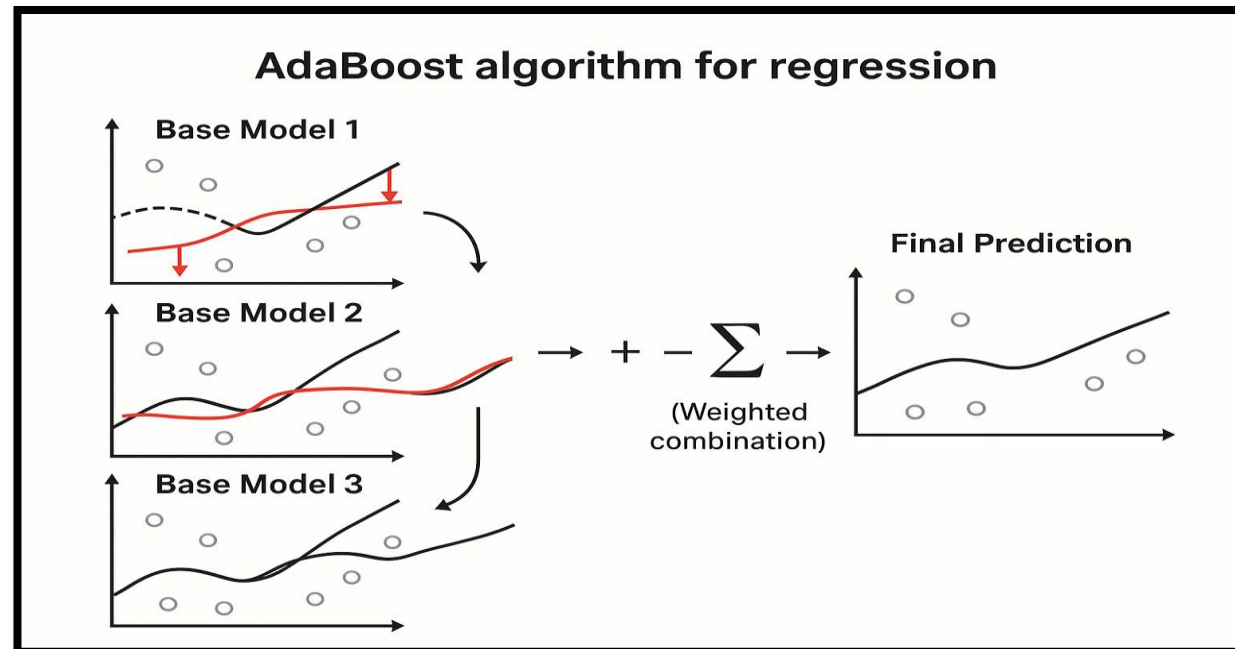 AdaBoost algorithm for regression
Base Model 1
Base Model 2
Base Model 3
+ − Σ
(Weighted
combination)
Final Prediction